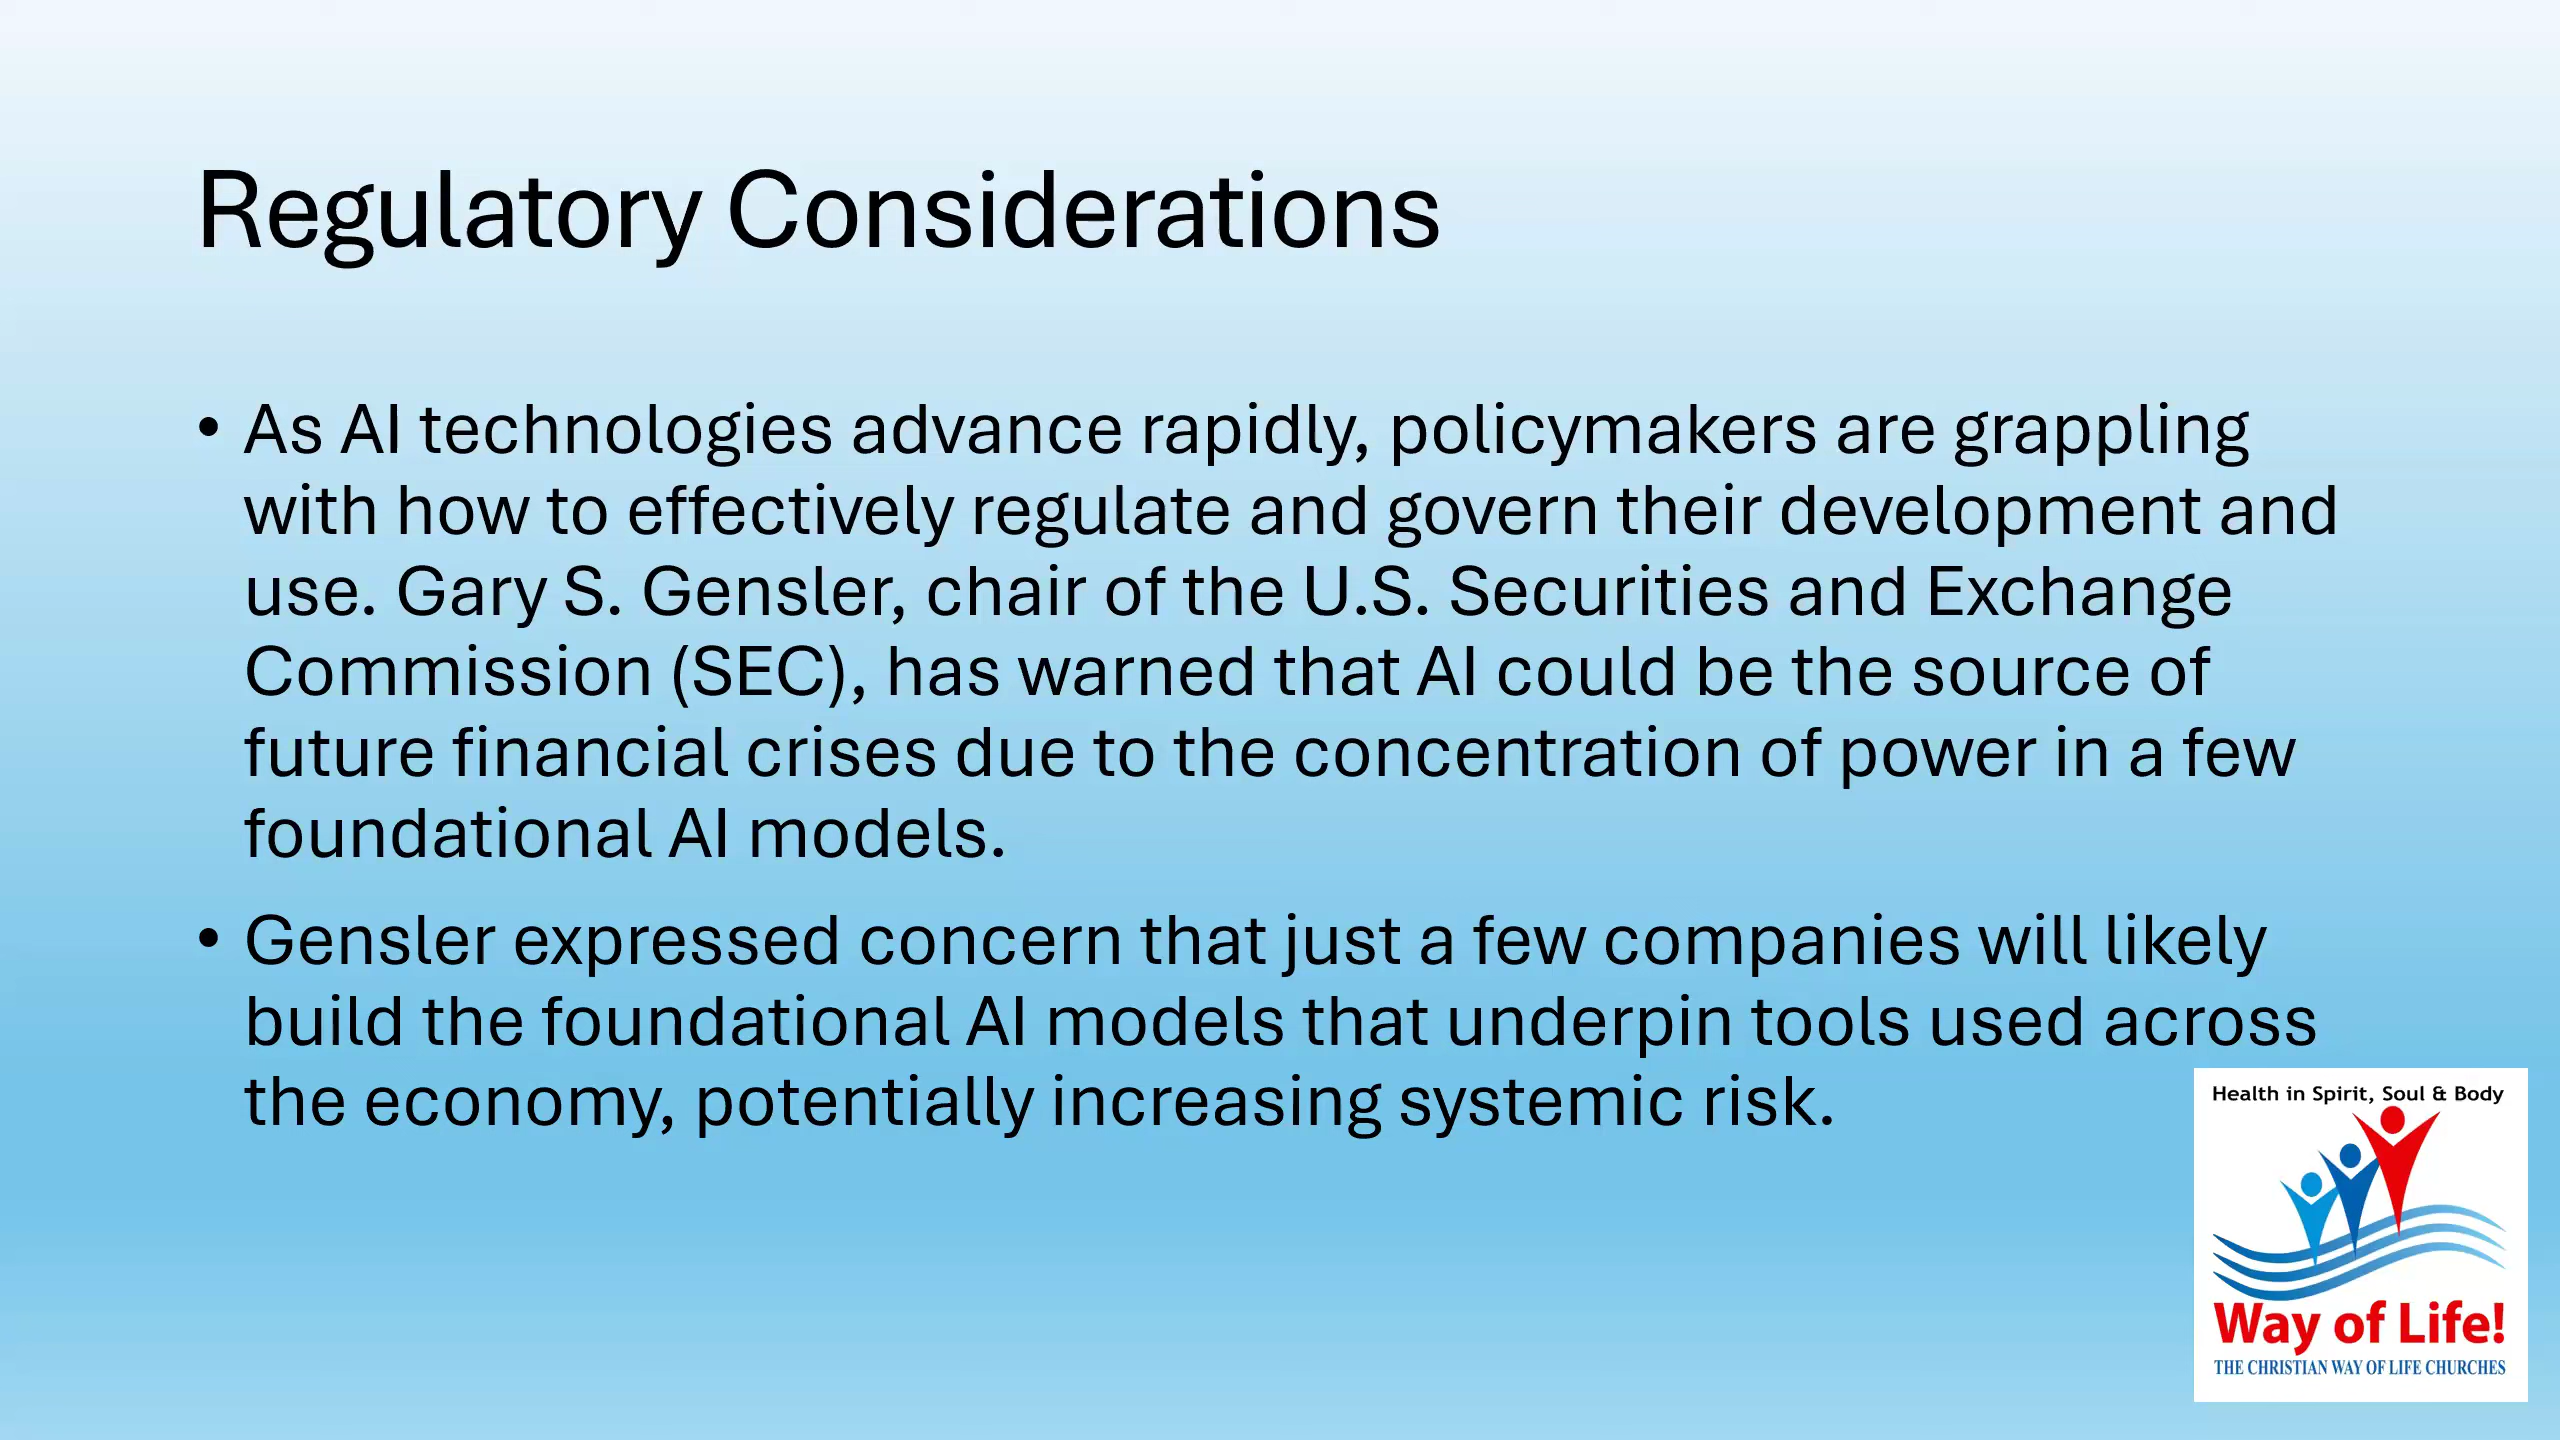 Regulatory Considerations
• As AI technologies advance rapidly, policymakers are grappling
with how to effectively regulate and govern their development and
use. Gary S. Gensler, chair of the U.S. Securities and Exchange
Commission (SEC), has warned that AI could be the source of
future financial crises due to the concentration of power in a few
foundational AI models.
• Gensler expressed concern that just a few companies will likely
build the foundational AI models that underpin tools used across
the economy, potentially increasing systemic risk.
Health in Spirit, Soul & Body
Way of Life!
THE CHRISTIAN WAY OF LIFE CHURCHES